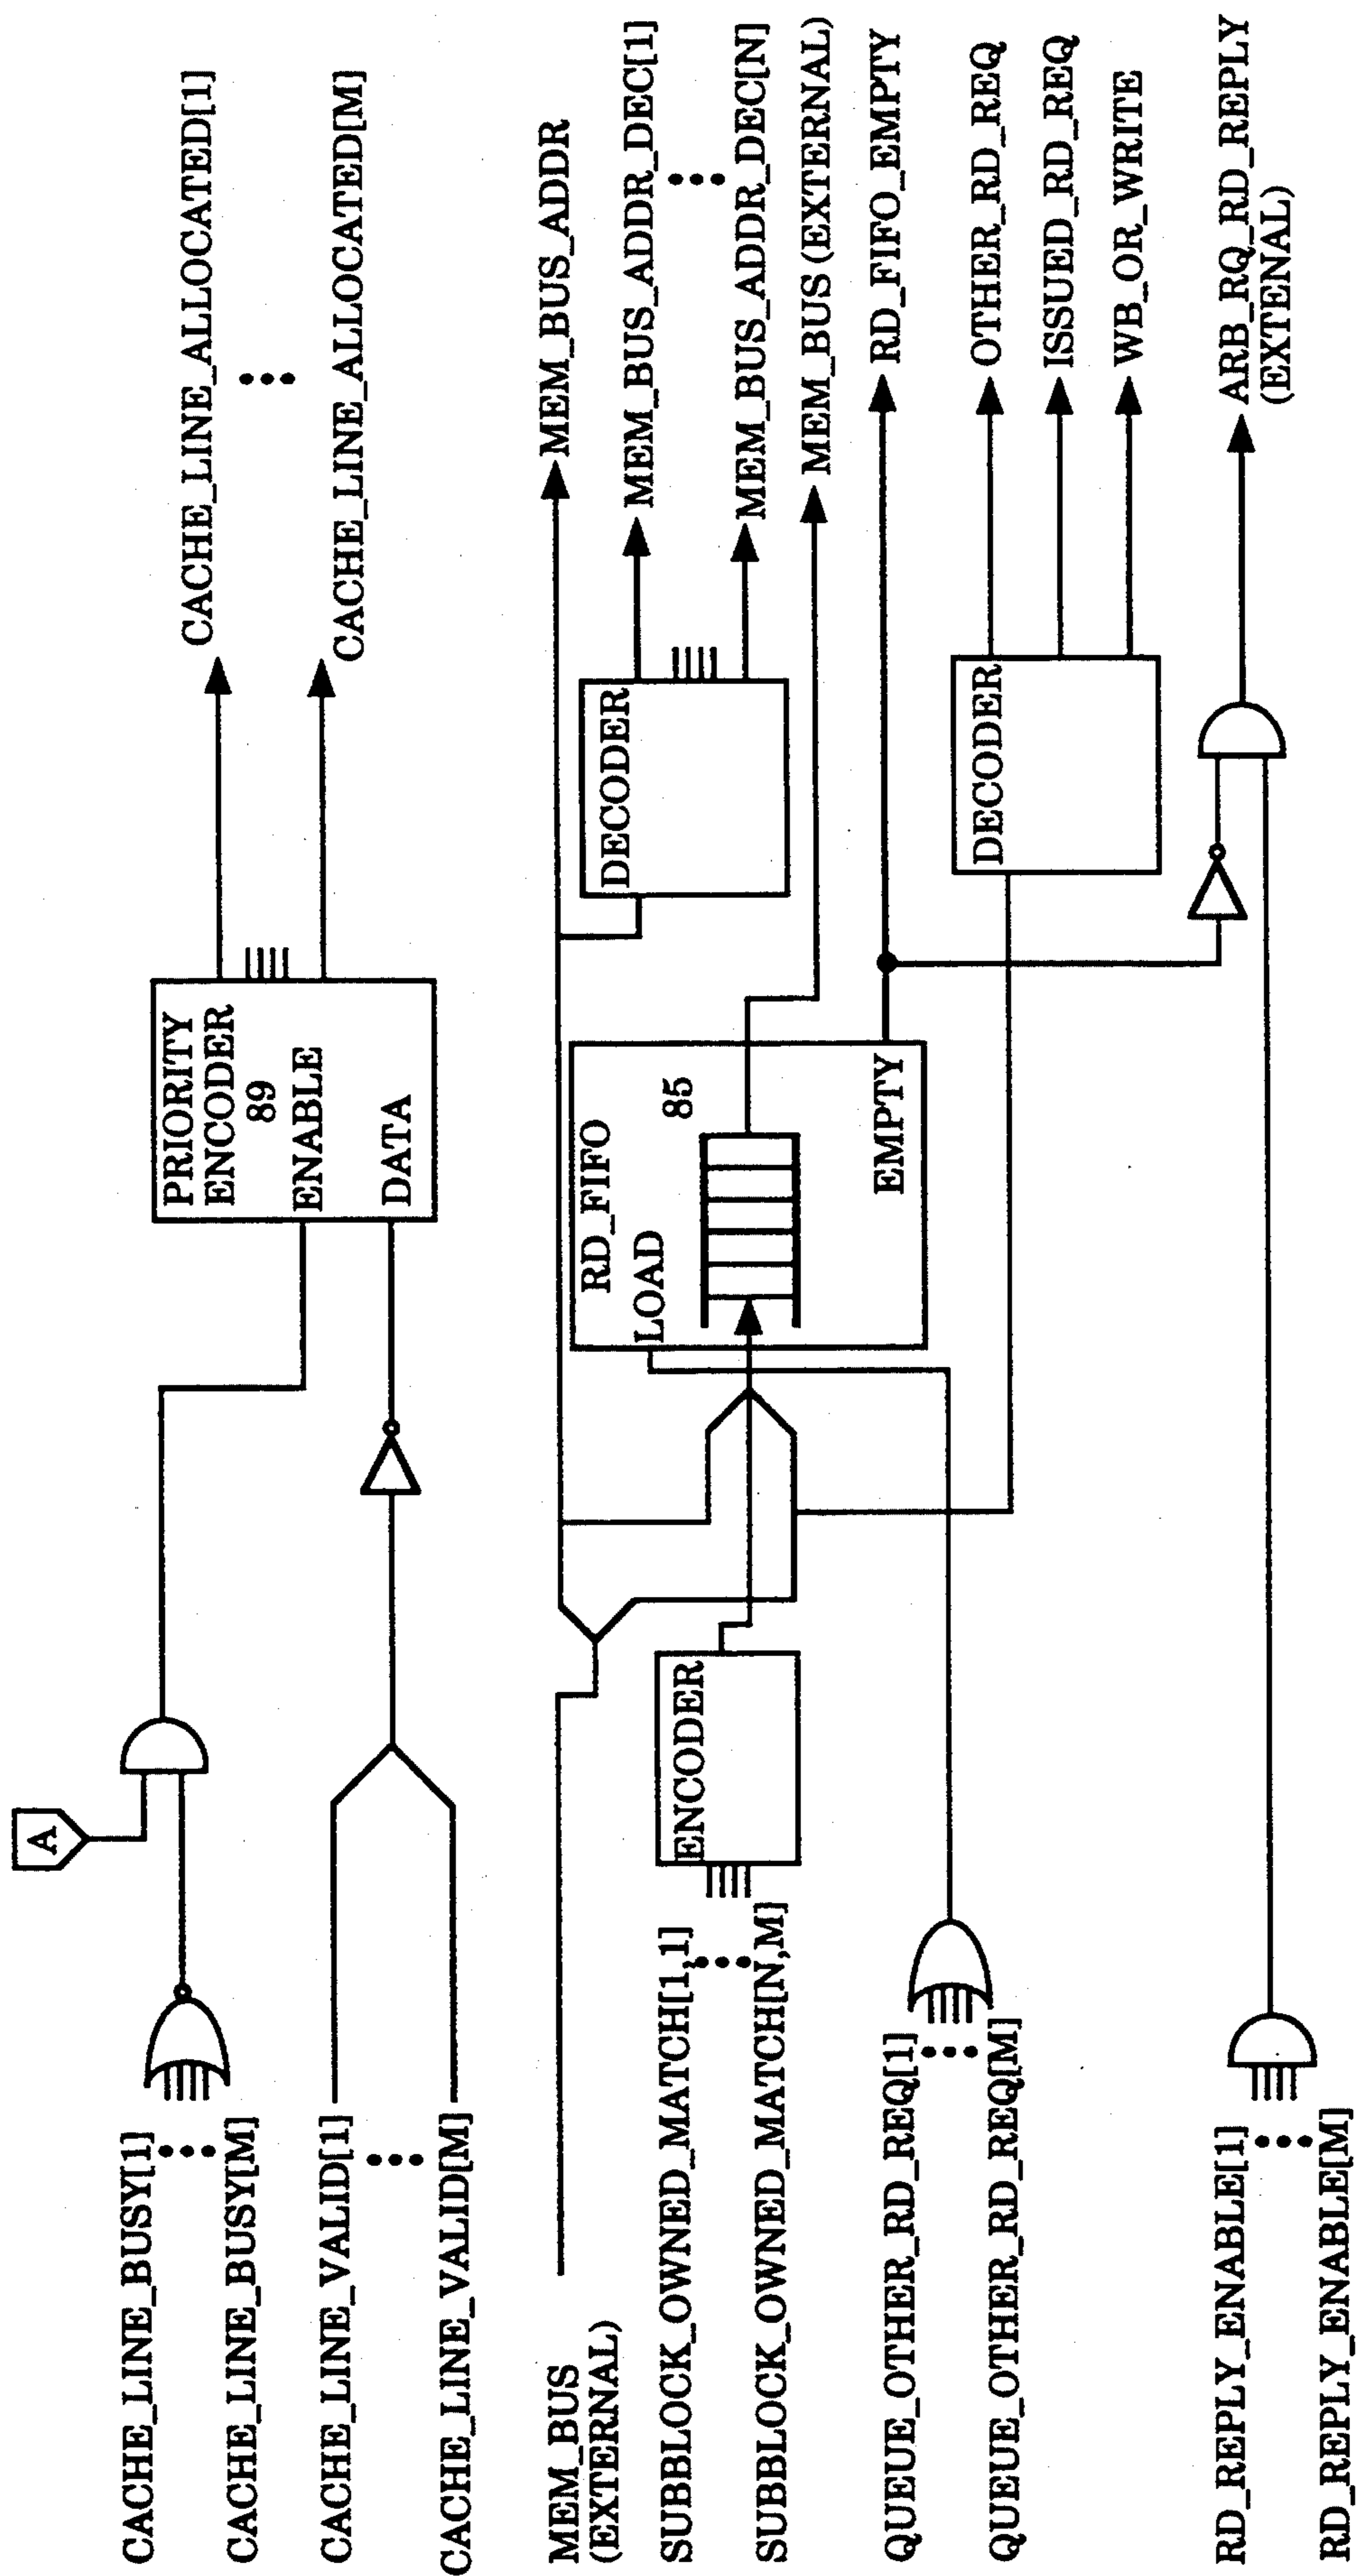 A
CACHE_LINE_BUSY[1]
CACHE_LINE_BUSY[M]
CACHE_LINE_VALID[1]
CACHE_LINE_VALID[M]
PRIORITY
ENCODER
89
ENABLE
DATA
CACHE_LINE_ALLOCATED[1]
CACHE_LINE_ALLOCATED[M]
MEM_BUS
(EXTERNAL)
SUBBLOCK_OWNED_MATCH[1,1]
SUBBLOCK_OWNED_MATCH[N,M]
ENCODER
QUEUE_OTHER_RD_REQ[1]
QUEUE_OTHER_RD_REQ[M]
RD_FIFO
LOAD
85
EMPTY
DECODER
MEM_BUS_ADDR
MEM_BUS_ADDR_DEC[1]
MEM_BUS_ADDR_DEC[N]
MEM_BUS (EXTERNAL)
RD_FIFO_EMPTY
DECODER
OTHER_RD_REQ
ISSUED_RD_REQ
WB_OR_WRITE
RD_REPLY_ENABLE[1]
RD_REPLY_ENABLE[M]
ARB_RQ_RD_REPLY
(EXTENAL)